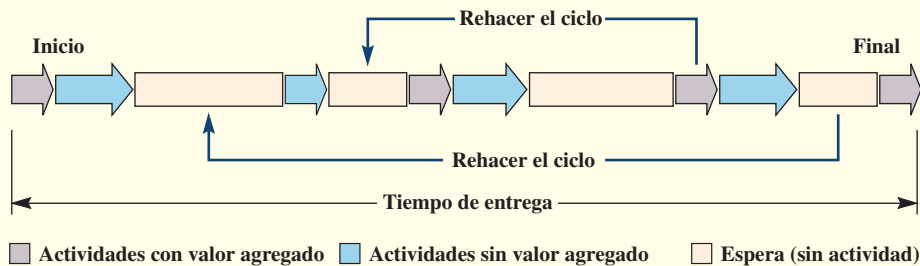 Rehacer el ciclo
Inicio
Final
Rehacer el ciclo
Tiempo de entrega
Actividades con valor agregado
Actividades sin valor agregado
Espera (sin actividad)